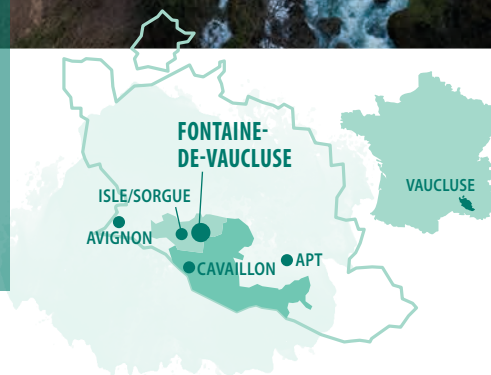 FONTAINE-
DE-VAUCLUSE
VAUCLUSE
ISLE/SORGUE
AVIGNON
APT
CAVAILLON